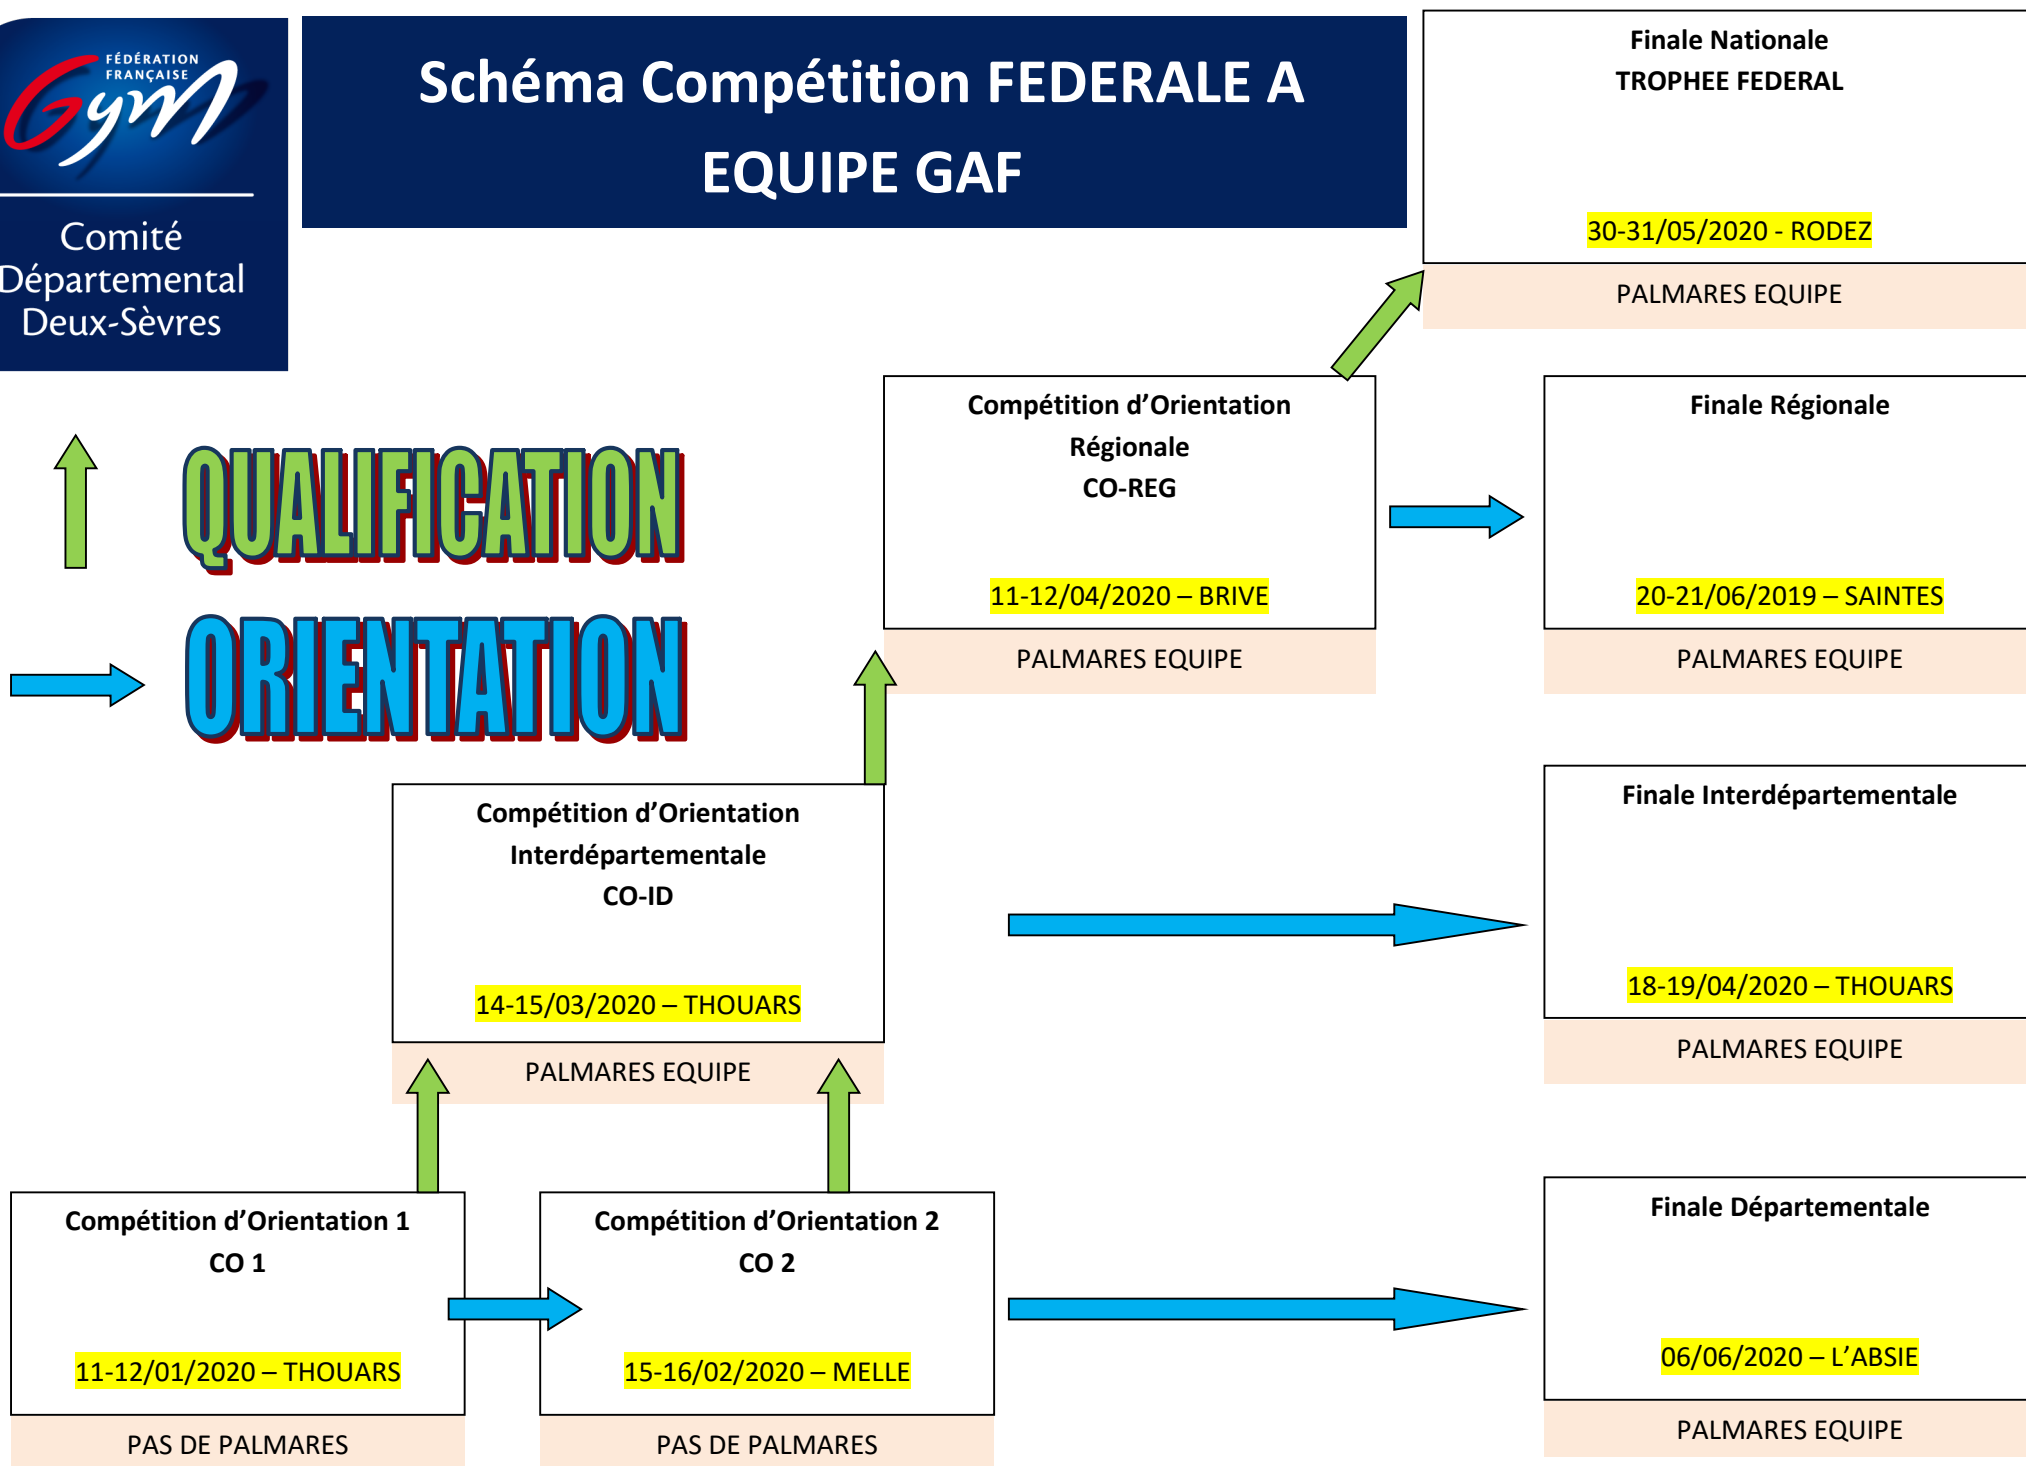 FÉDÉRATION
FRANÇAISE
Gym
Comité
Départemental
Deux-Sèvres
Schéma Compétition FEDERALE A
EQUIPE GAF
Finale Nationale
TROPHEE FEDERAL
30-31/05/2020 - RODEZ
PALMARES EQUIPE
QUALIFICATION
ORIENTATION
Compétition d’Orientation
Régionale
CO-REG
11-12/04/2020 – BRIVE
PALMARES EQUIPE
Finale Régionale
20-21/06/2019 – SAINTES
PALMARES EQUIPE
Compétition d’Orientation
Interdépartementale
CO-ID
14-15/03/2020 – THOUARS
PALMARES EQUIPE
Finale Interdépartementale
18-19/04/2020 – THOUARS
PALMARES EQUIPE
Compétition d’Orientation 1
CO 1
11-12/01/2020 – THOUARS
PAS DE PALMARES
Compétition d’Orientation 2
CO 2
15-16/02/2020 – MELLE
PAS DE PALMARES
Finale Départementale
06/06/2020 – L’ABSIE
PALMARES EQUIPE